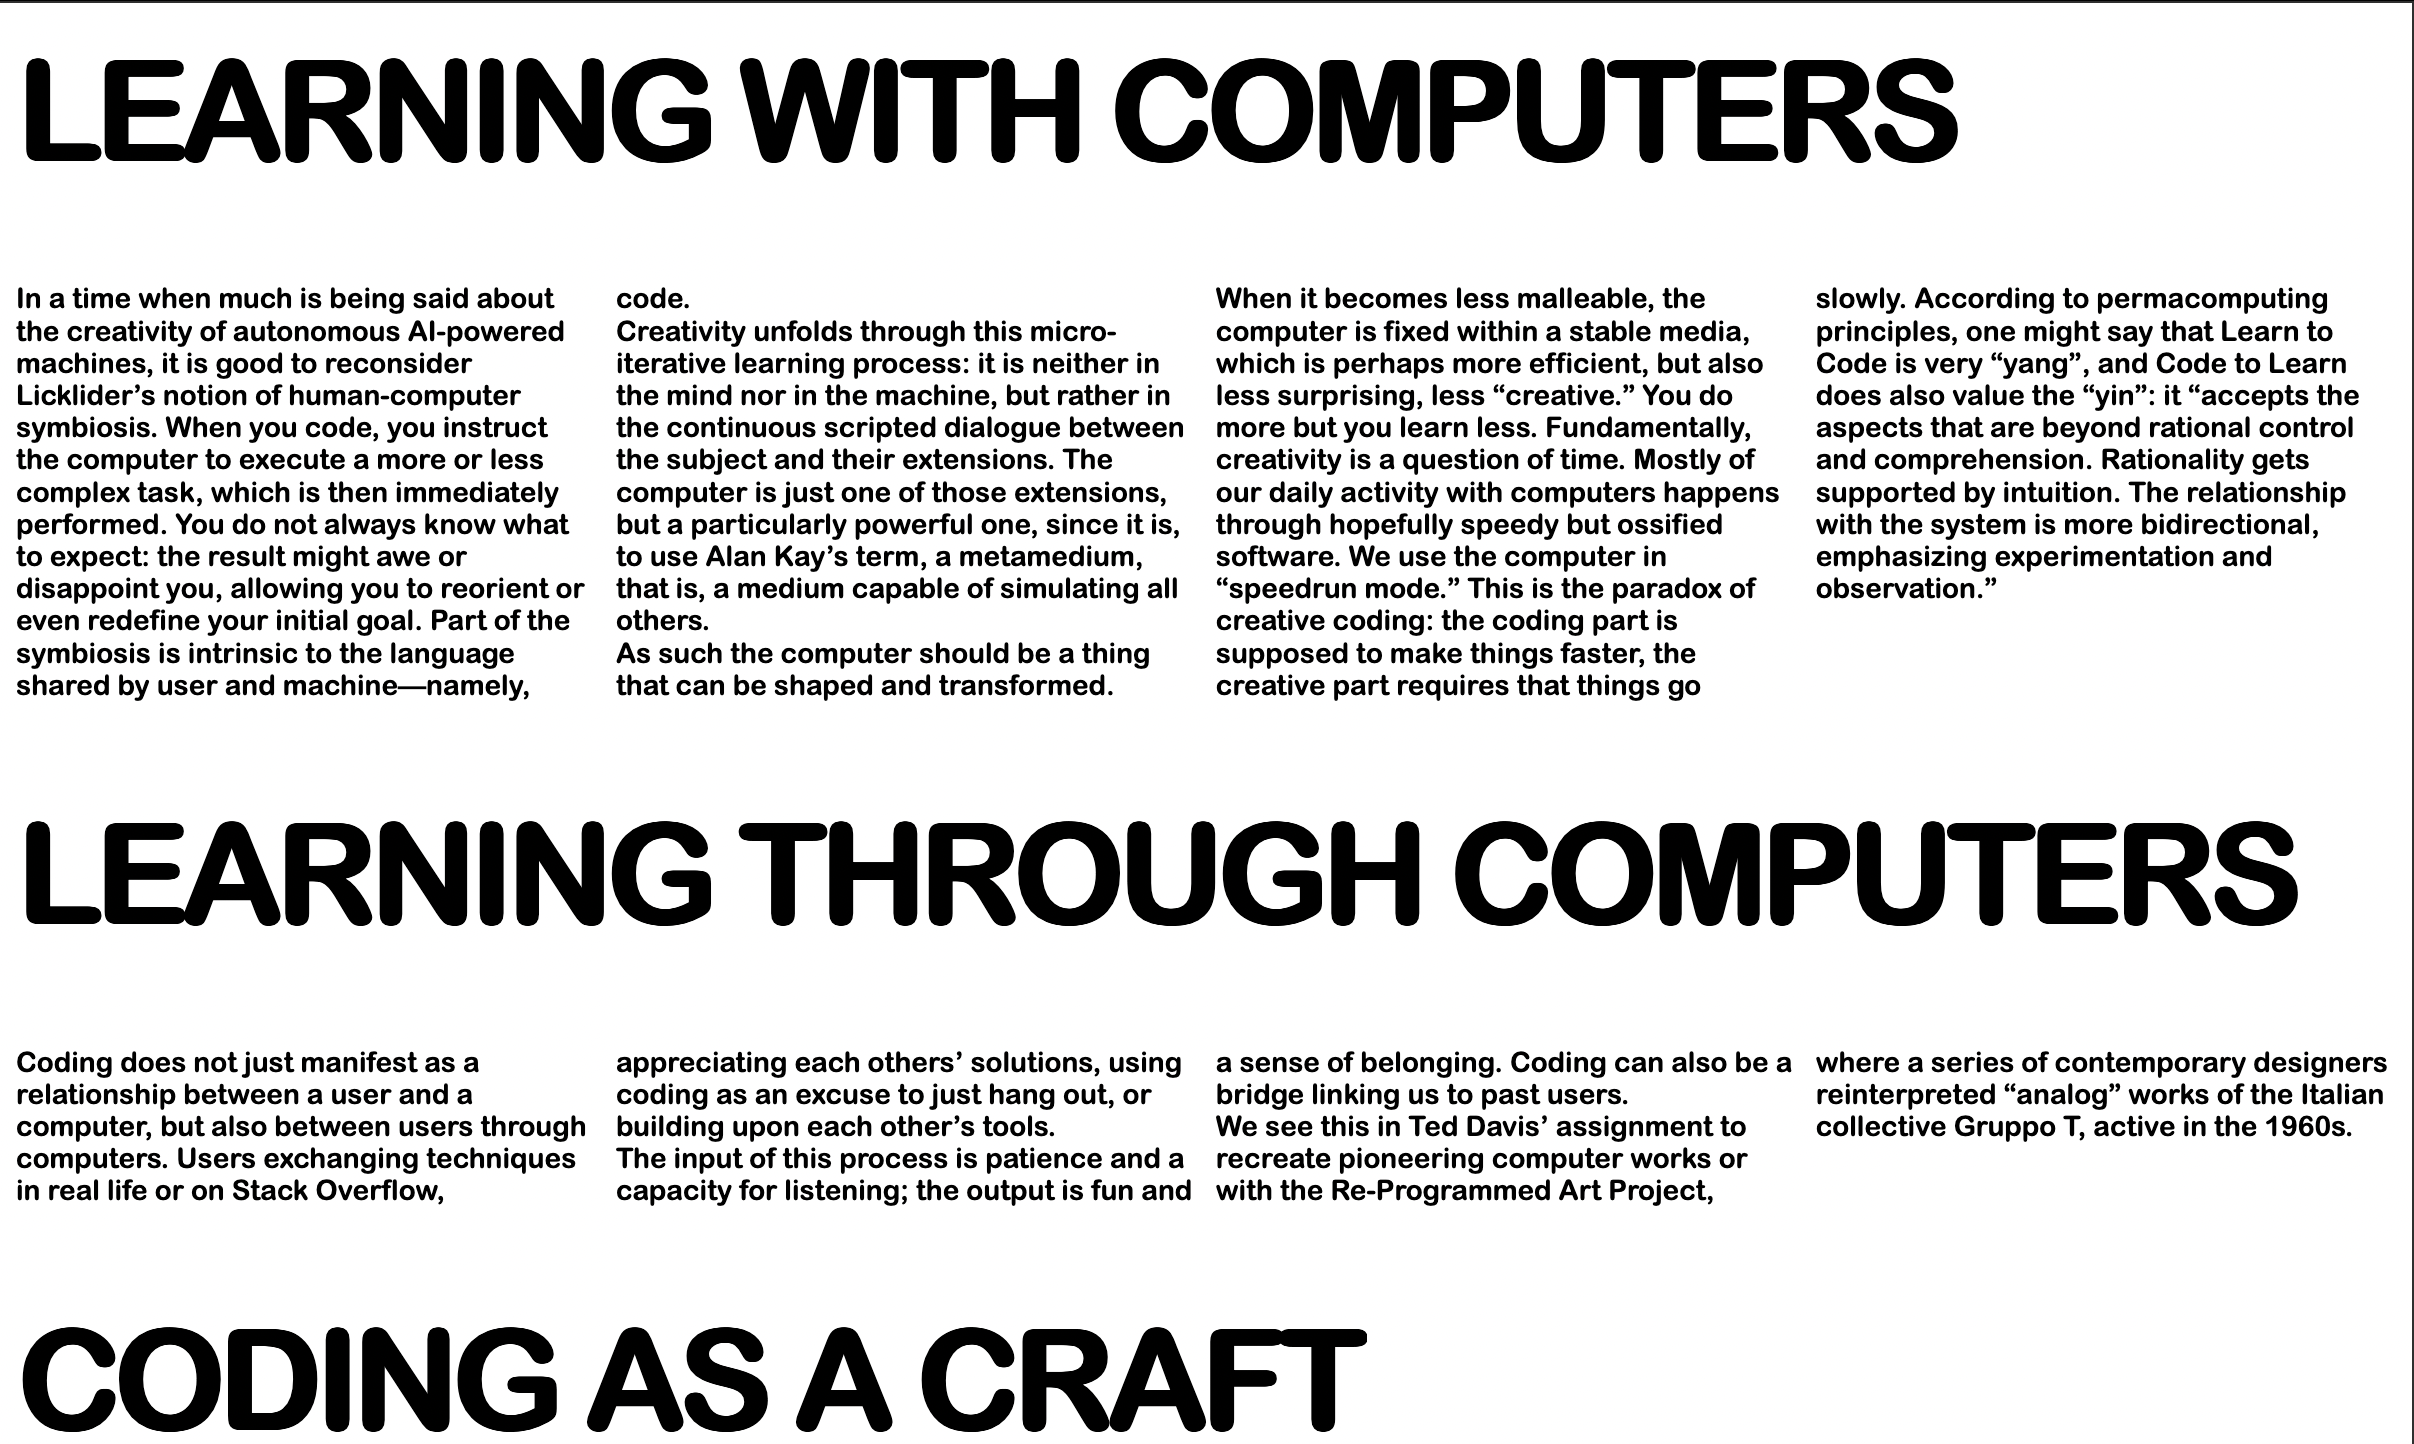 LEARNING WITH COMPUTERS
In a time when much is being said about
the creativity of autonomous AI-powered
machines, it is good to reconsider
Licklider’s notion of human-computer
symbiosis. When you code, you instruct
the computer to execute a more or less
complex task, which is then immediately
performed. You do not always know what
to expect: the result might awe or
disappoint you, allowing you to reorient or
even redefine your initial goal. Part of the
symbiosis is intrinsic to the language
shared by user and machine—namely,
code.
Creativity unfolds through this micro-
iterative learning process: it is neither in
the mind nor in the machine, but rather in
the continuous scripted dialogue between
the subject and their extensions. The
computer is just one of those extensions,
but a particularly powerful one, since it is,
to use Alan Kay’s term, a metamedium,
that is, a medium capable of simulating all
others.
As such the computer should be a thing
that can be shaped and transformed.
When it becomes less malleable, the
computer is fixed within a stable media,
which is perhaps more efficient, but also
less surprising, less “creative.” You do
more but you learn less. Fundamentally,
creativity is a question of time. Mostly of
our daily activity with computers happens
through hopefully speedy but ossified
software. We use the computer in
“speedrun mode.” This is the paradox of
creative coding: the coding part is
supposed to make things faster, the
creative part requires that things go
slowly. According to permacomputing
principles, one might say that Learn to
Code is very “yang”, and Code to Learn
does also value the “yin”: it “accepts the
aspects that are beyond rational control
and comprehension. Rationality gets
supported by intuition. The relationship
with the system is more bidirectional,
emphasizing experimentation and
observation.”
LEARNING THROUGH COMPUTERS
Coding does not just manifest as a
relationship between a user and a
computer, but also between users through
computers. Users exchanging techniques
in real life or on Stack Overflow,
appreciating each others’ solutions, using
coding as an excuse to just hang out, or
building upon each other’s tools.
The input of this process is patience and a
capacity for listening; the output is fun and
a sense of belonging. Coding can also be a
bridge linking us to past users.
We see this in Ted Davis’ assignment to
recreate pioneering computer works or
with the Re-Programmed Art Project,
where a series of contemporary designers
reinterpreted “analog” works of the Italian
collective Gruppo T, active in the 1960s.
CODING AS A CRAFT